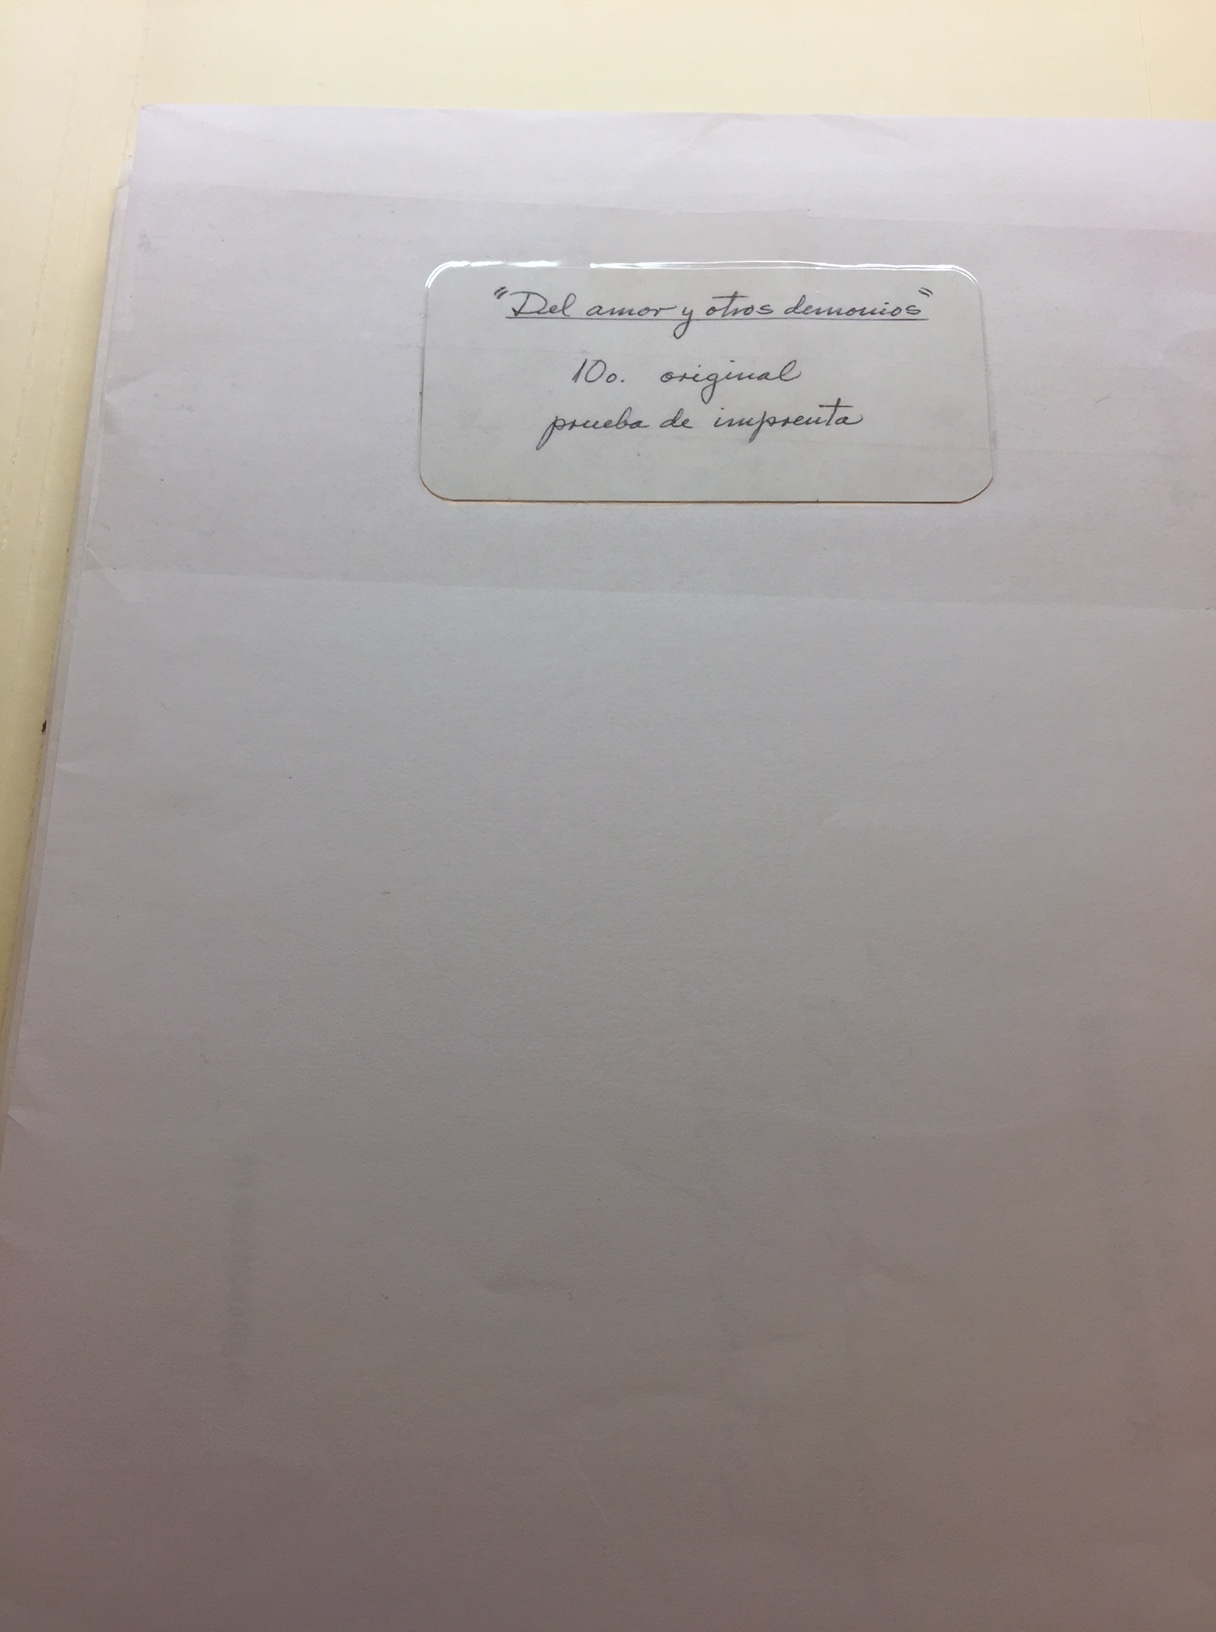 "Del amor y otros demonios"
10o. original
prueba de imprenta